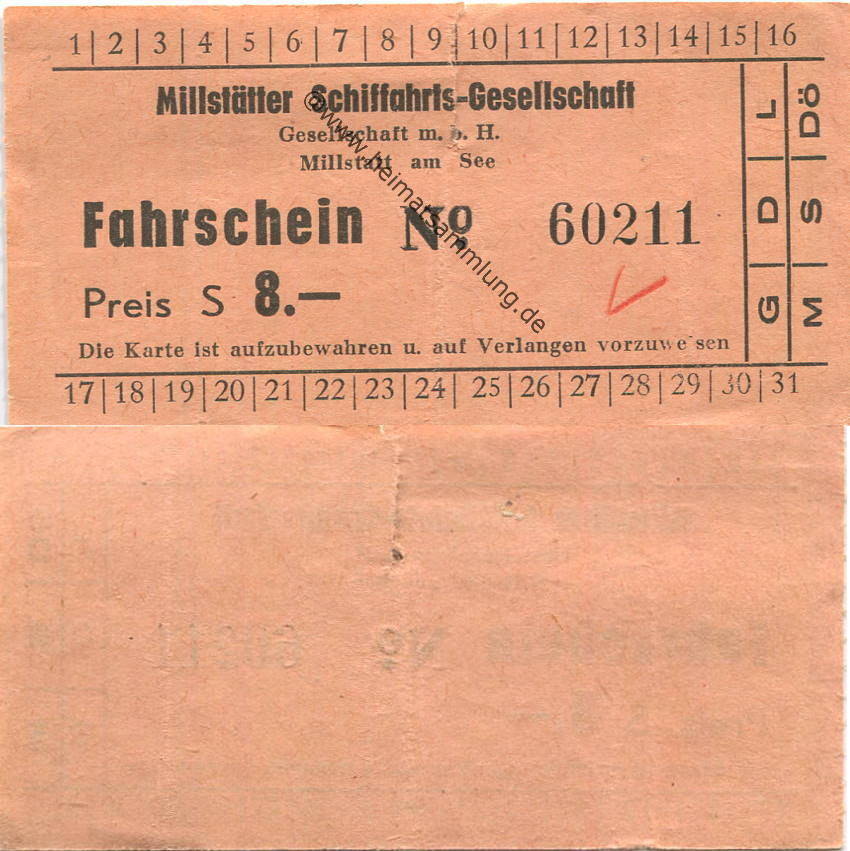 1 | 2 | 3 | 4 | 5 | 6 | 7 | 8 | 9 | 10 | 11 | 12 | 13 | 14 | 15 | 16
Millstätter Schiffahrts-Gesellschaft
Gesellschaft m. b. H.
Millstatt am See
Fahrschein No. 60211
Preis S 8.—
Die Karte ist aufzubewahren u. auf Verlangen vorzuweisen
17 | 18 | 19 | 20 | 21 | 22 | 23 | 24 | 25 | 26 | 27 | 28 | 29 | 30 | 31
G | D | L
M | S | DÖ
©www.heimatsammlung.de